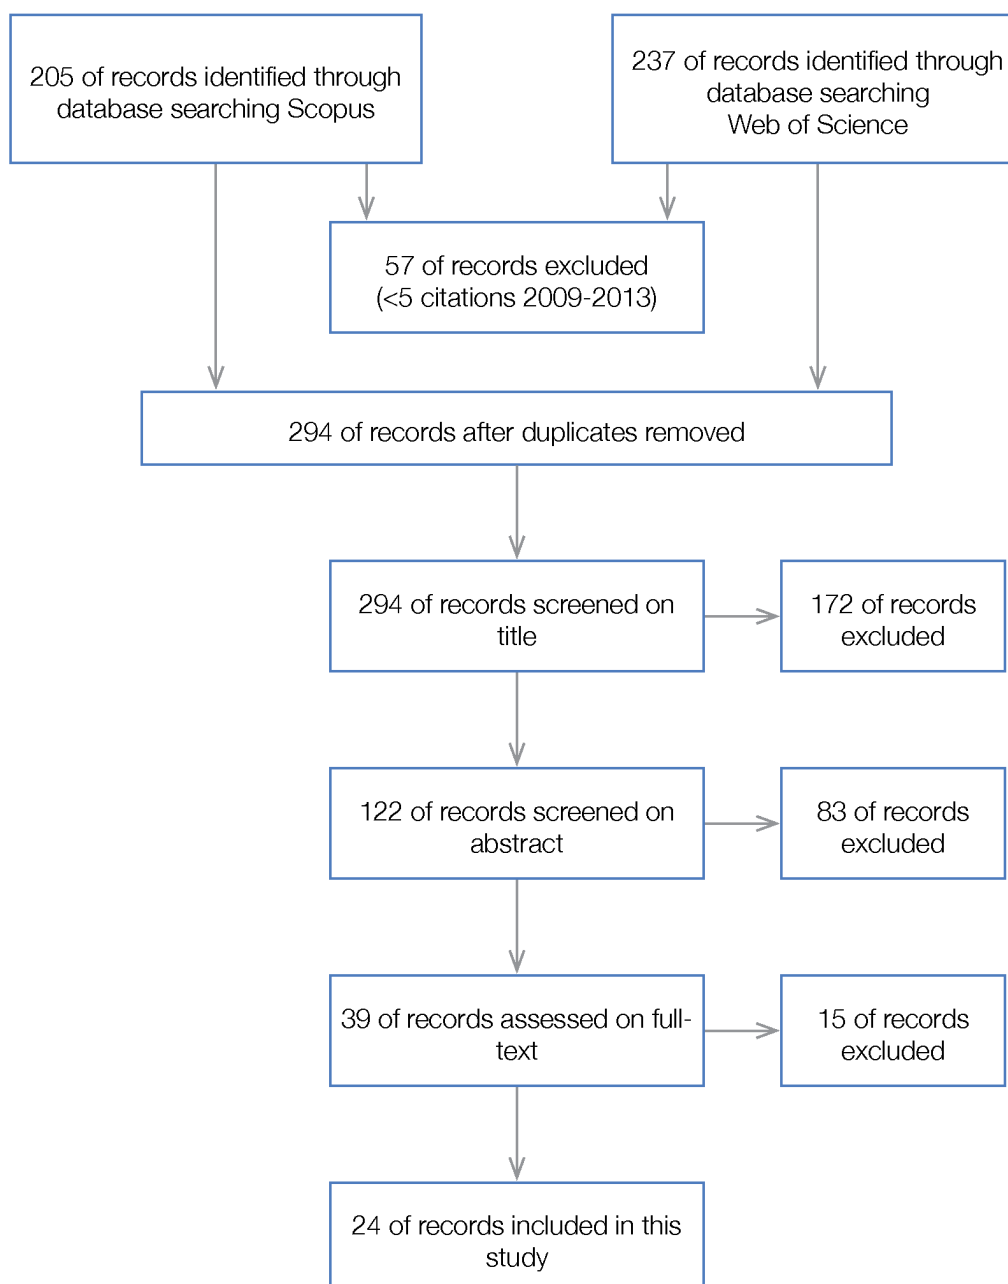 205 of records identified through
database searching Scopus
237 of records identified through
database searching
Web of Science
57 of records excluded
(<5 citations 2009-2013)
294 of records after duplicates removed
294 of records screened on
title
172 of records
excluded
122 of records screened on
abstract
83 of records
excluded
39 of records assessed on full-
text
15 of records
excluded
24 of records included in this
study